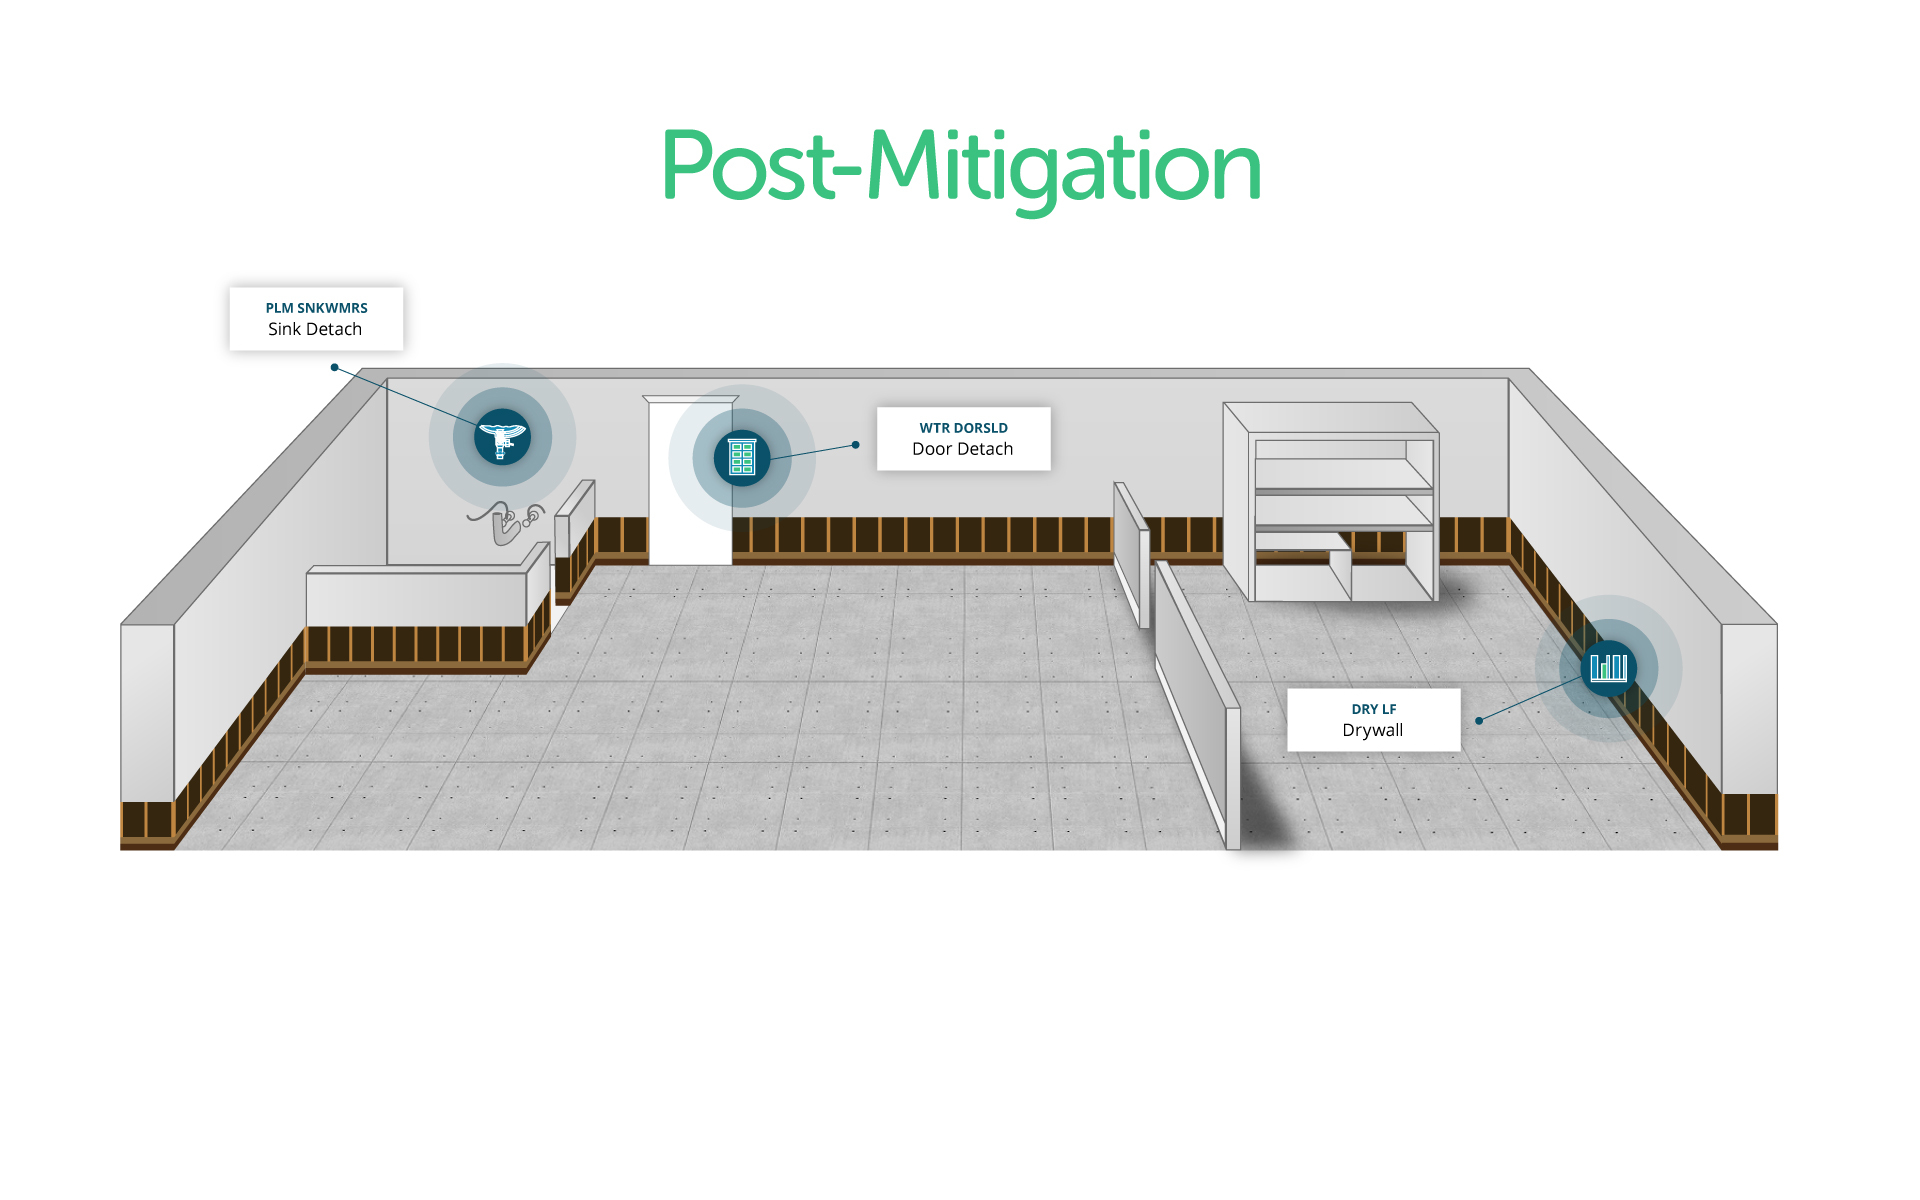 Post-Mitigation
PLM SNKWMRS
Sink Detach
WTR DORSLD
Door Detach
DRY LF
Drywall